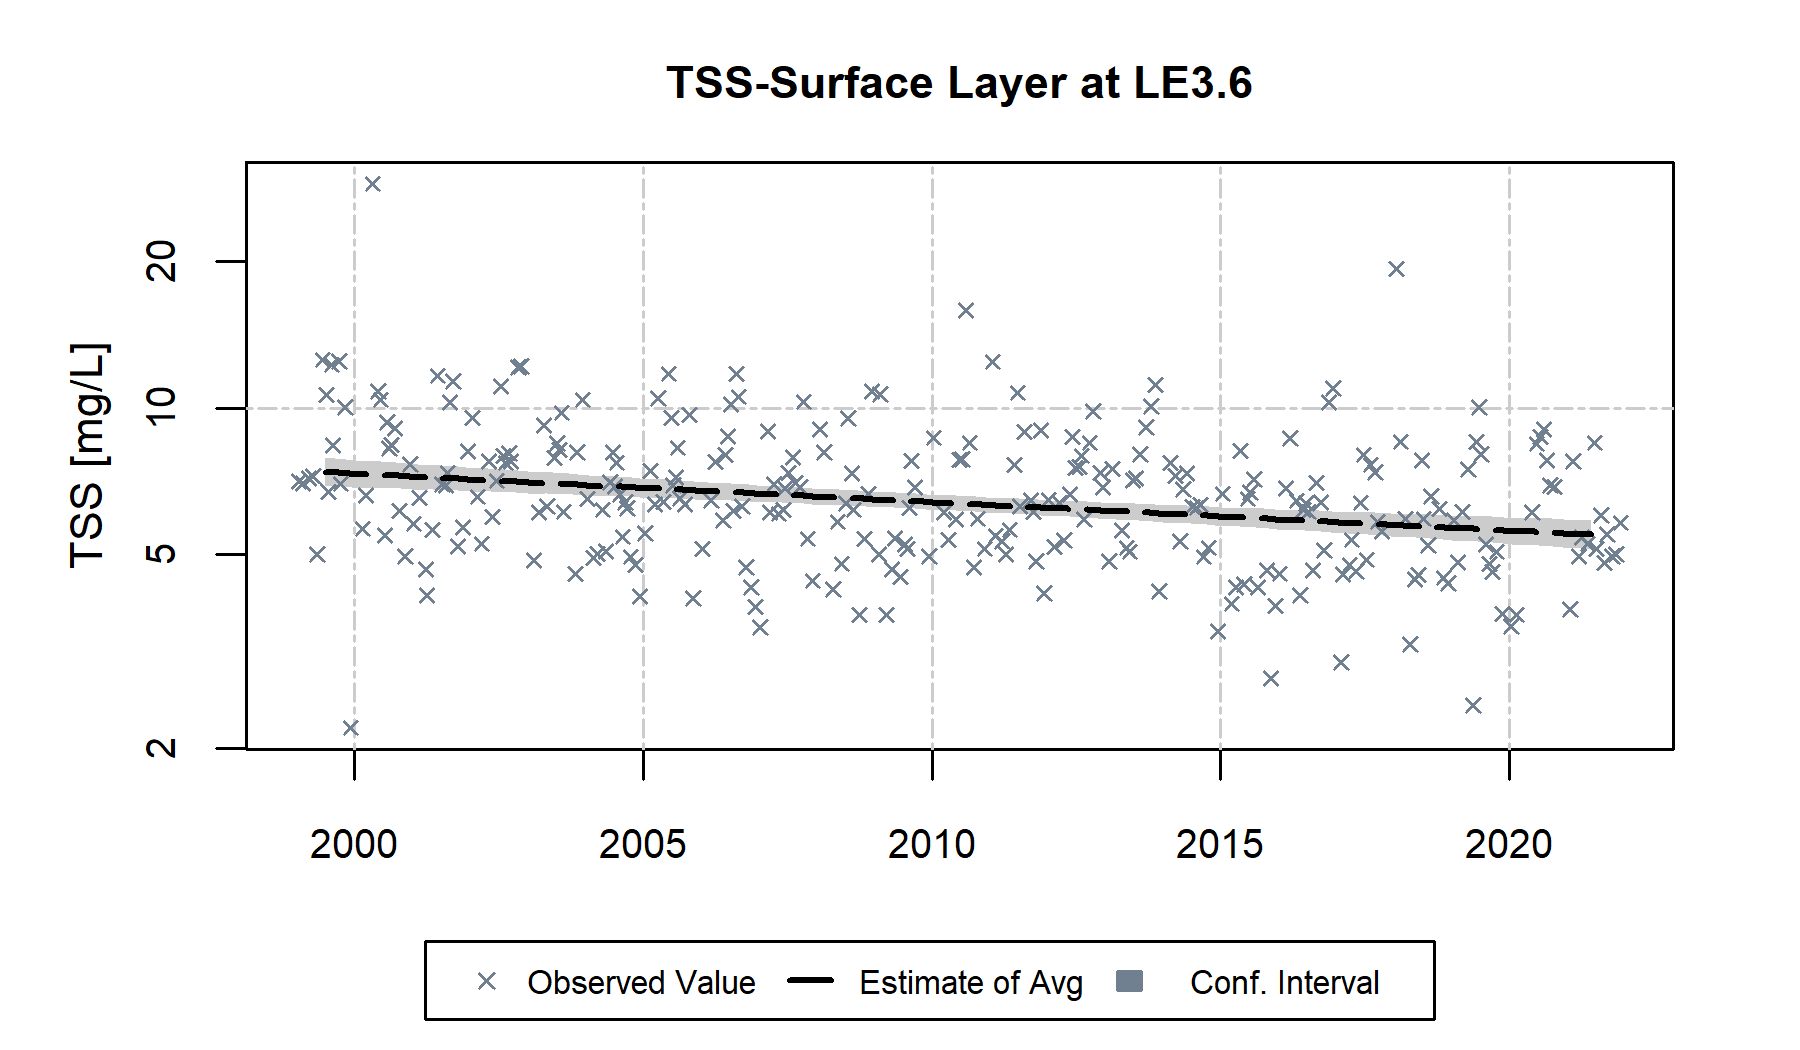 TSS-Surface Layer at LE3.6
TSS [mg/L]
20
10
5
2
2000 2005 2010 2015 2020
Observed Value Estimate of Avg Conf. Interval